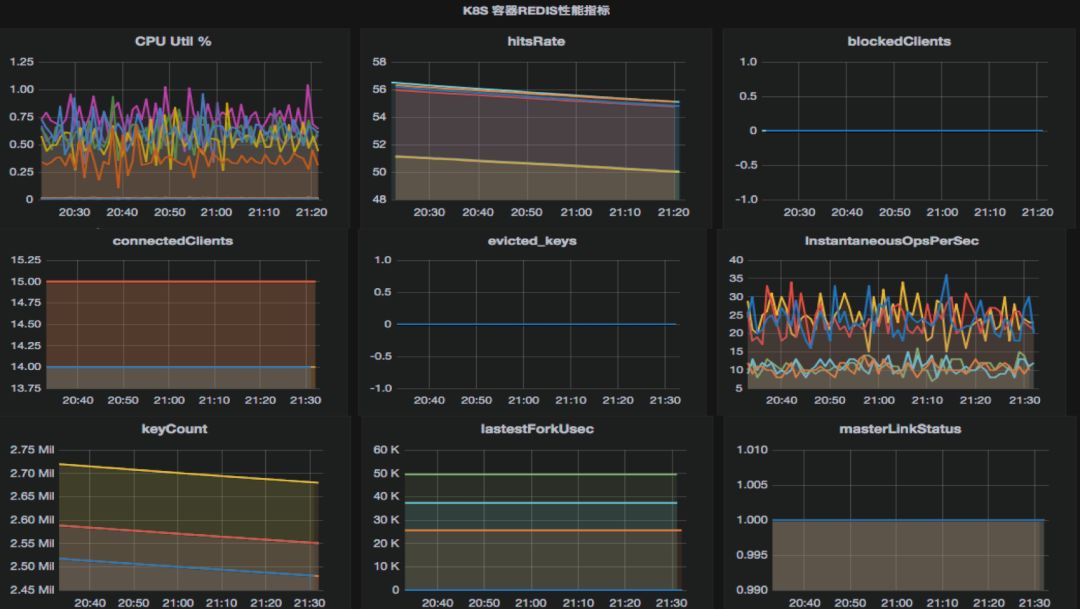 K8S 容器REDIS性能指标
CPU Util %
1.25
1.00
0.75
0.50
0.25
0
20:30 20:40 20:50 21:00 21:10 21:20
hitsRate
58
56
54
52
50
48
20:30 20:40 20:50 21:00 21:10 21:20
blockedClients
1.0
0.5
0
-0.5
-1.0
20:30 20:40 20:50 21:00 21:10 21:20
connectedClients
15.25
15.00
14.75
14.50
14.25
14.00
13.75
20:40 20:50 21:00 21:10 21:20 21:30
evicted_keys
1.0
0.5
0
-0.5
-1.0
20:40 20:50 21:00 21:10 21:20 21:30
InstantaneousOpsPerSec
40
35
30
25
20
15
10
5
20:40 20:50 21:00 21:10 21:20 21:30
keyCount
2.75 Mil
2.70 Mil
2.65 Mil
2.60 Mil
2.55 Mil
2.50 Mil
2.45 Mil
20:40 20:50 21:00 21:10 21:20 21:30
lastestForkUsec
60 K
50 K
40 K
30 K
20 K
10 K
0
20:40 20:50 21:00 21:10 21:20 21:30
masterLinkStatus
1.010
1.005
1.000
0.995
0.990
20:40 20:50 21:00 21:10 21:20 21:30